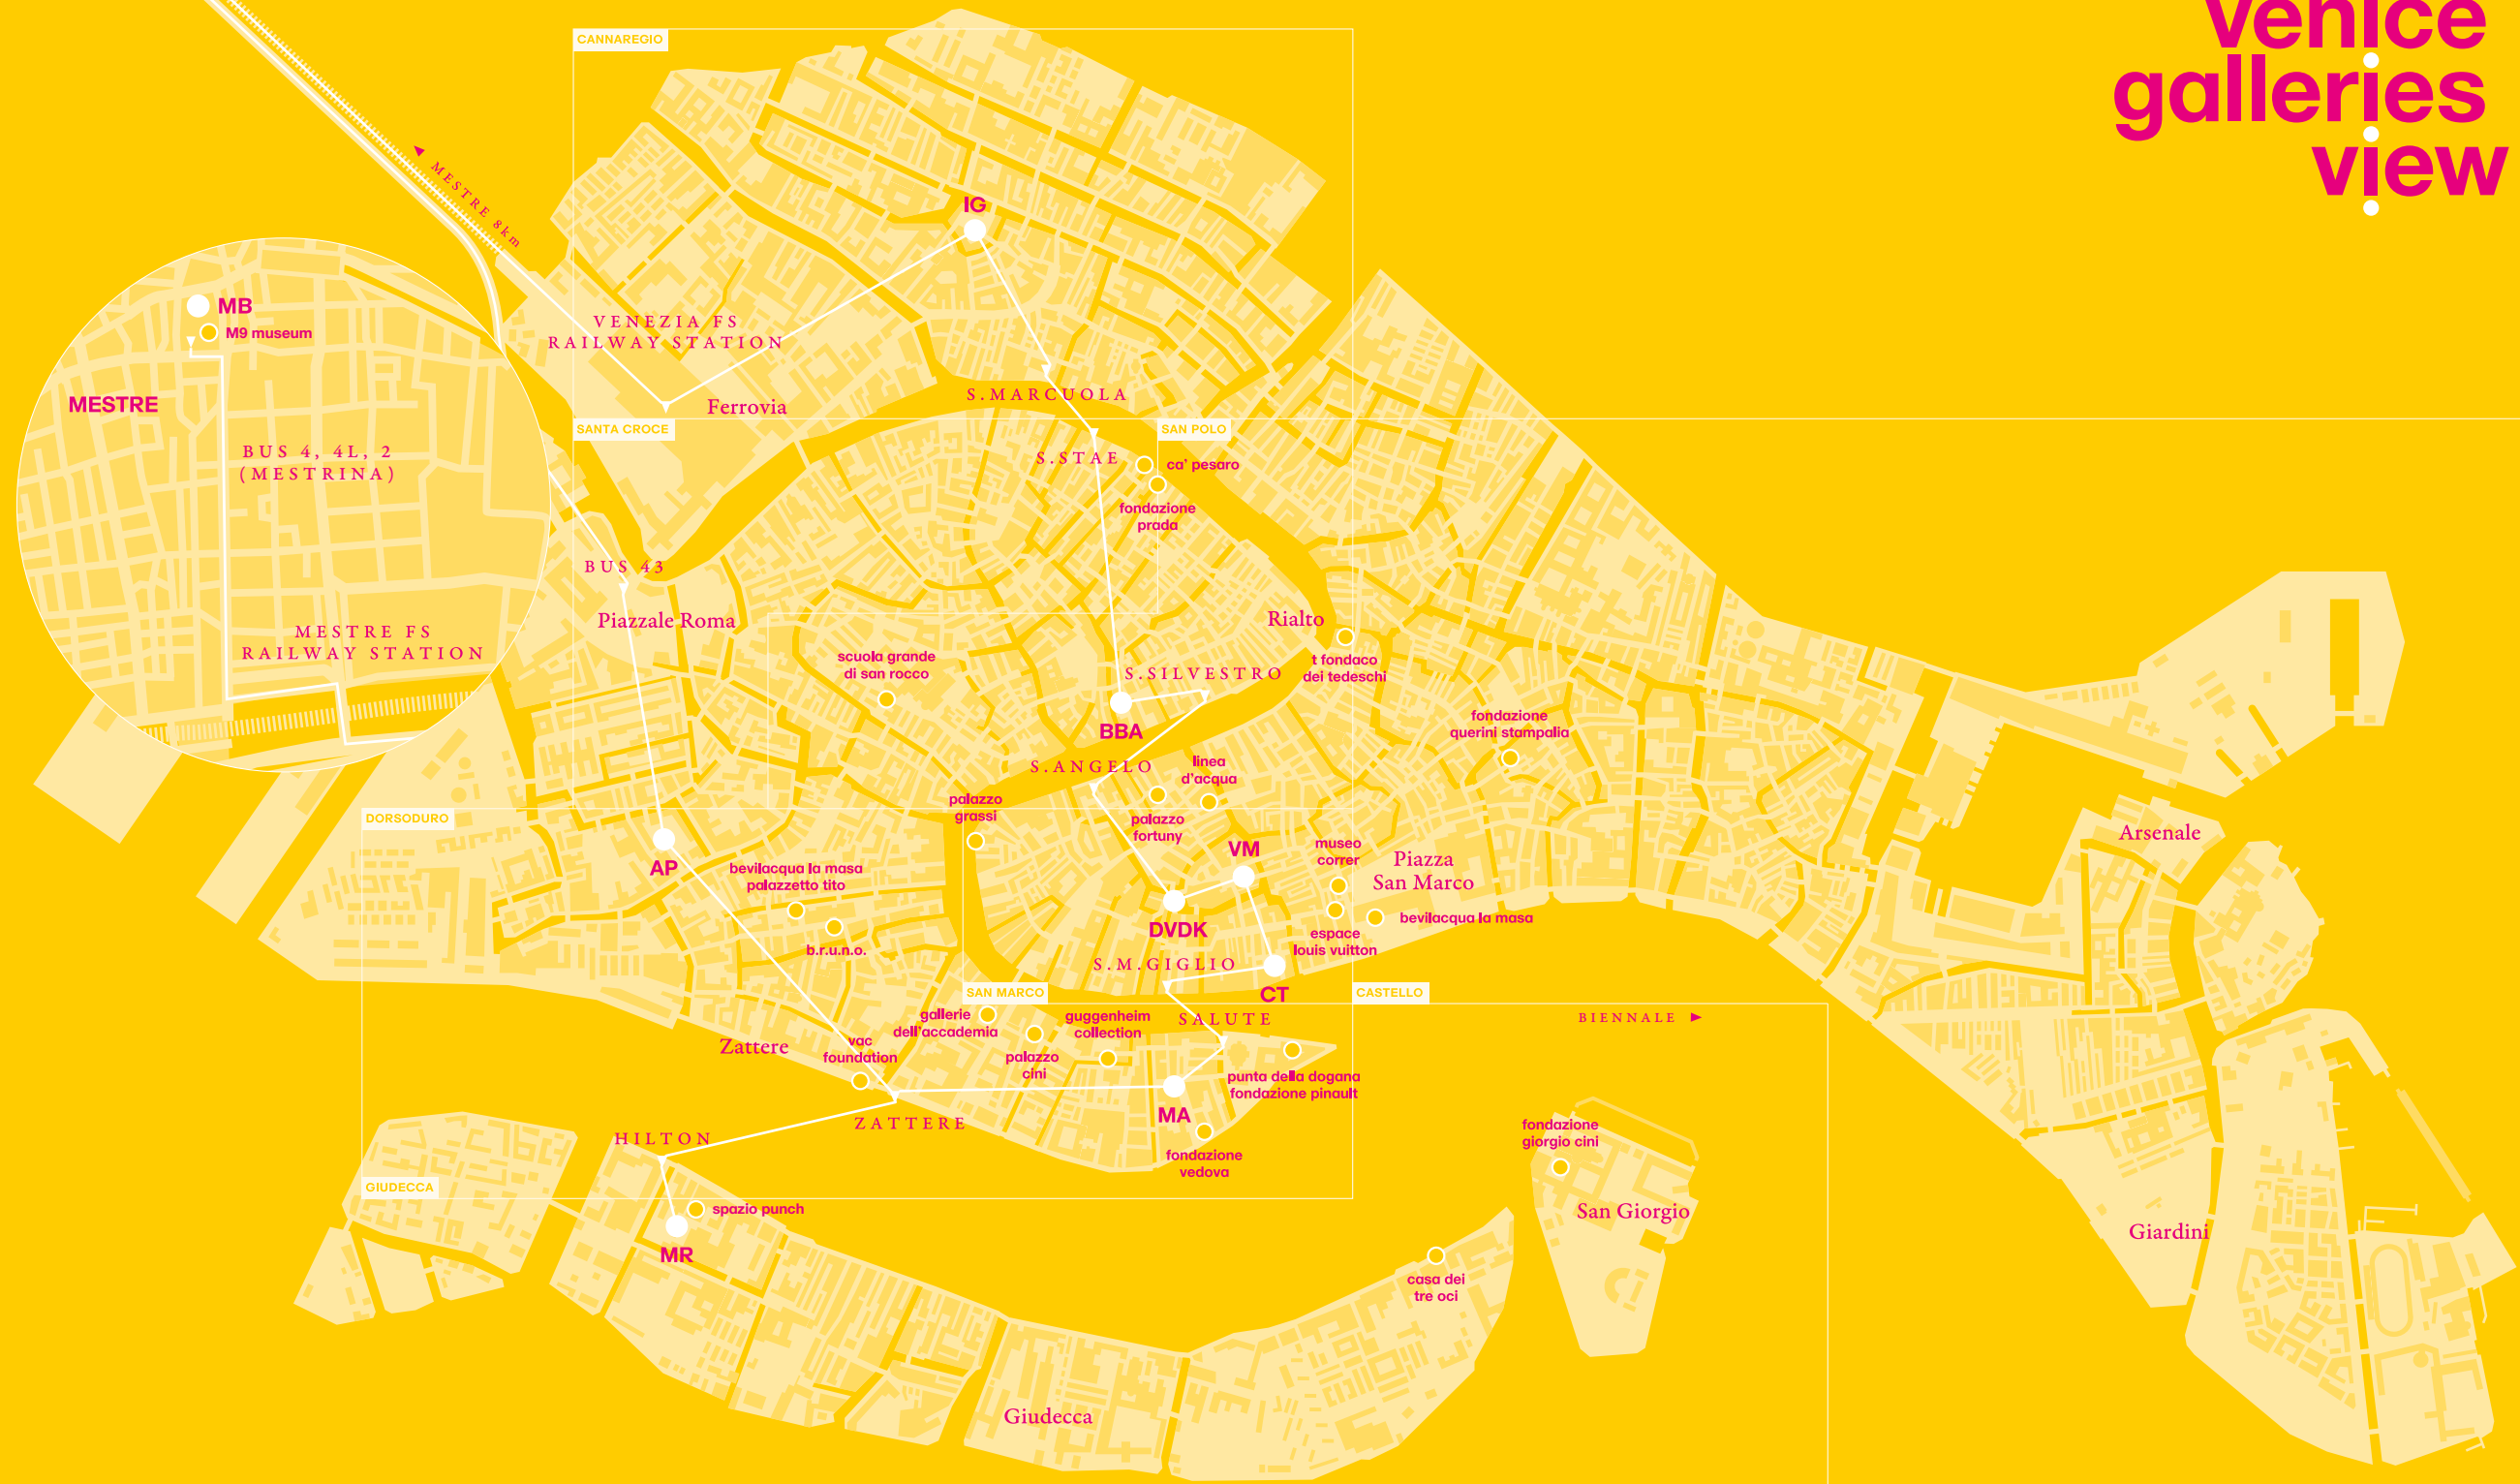 venice
galleries
view
CANNAREGIO
MESTRE 8km
IG
MB
M9 museum
VENEZIA FS
RAILWAY STATION
MESTRE
S.MARCUOLA
Ferrovia
SANTA CROCE
SAN POLO
BUS 4, 4L, 2
(MESTRINA)
S.STAE
ca' pesaro
fondazione
prada
BUS 43
Piazzale Roma
Rialto
MESTRE FS
RAILWAY STATION
scuola grande
di san rocco
t fondaco
dei tedeschi
S.SILVESTRO
BBA
fondazione
querini stampalia
S.ANGELO
linea
d'acqua
palazzo
grassi
palazzo
fortuny
DORSODURO
Arsenale
AP
bevilacqua la masa
palazzetto tito
VM
museo
correr
Piazza
San Marco
b.r.u.n.o.
DVDK
bevilacqua la masa
espace
louis vuitton
S.M.GIGLIO
SAN MARCO
CT
CASTELLO
gallerie
dell'accademia
guggenheim
collection
SALUTE
BIENNALE
Zattere
vac
foundation
palazzo
cini
punta della dogana
fondazione pinault
MA
ZATTERE
HILTON
fondazione
giorgio cini
fondazione
vedova
GIUDECCA
spazio punch
San Giorgio
Giardini
MR
casa dei
tre oci
Giudecca